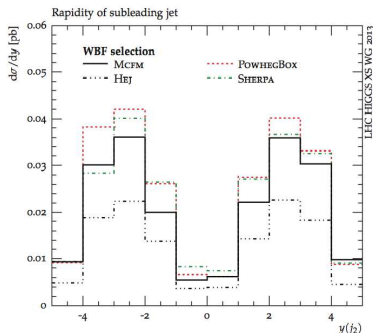 Rapidity of subleading jet
dσ/dy [pb]
LHC HIGGS XS WG 2013
WBF selection
MCFM
POWHEGBOX
HEJ
SHERPA
0.06
0.05
0.04
0.03
0.02
0.01
0
-4
-2
0
2
4
y(j₂)